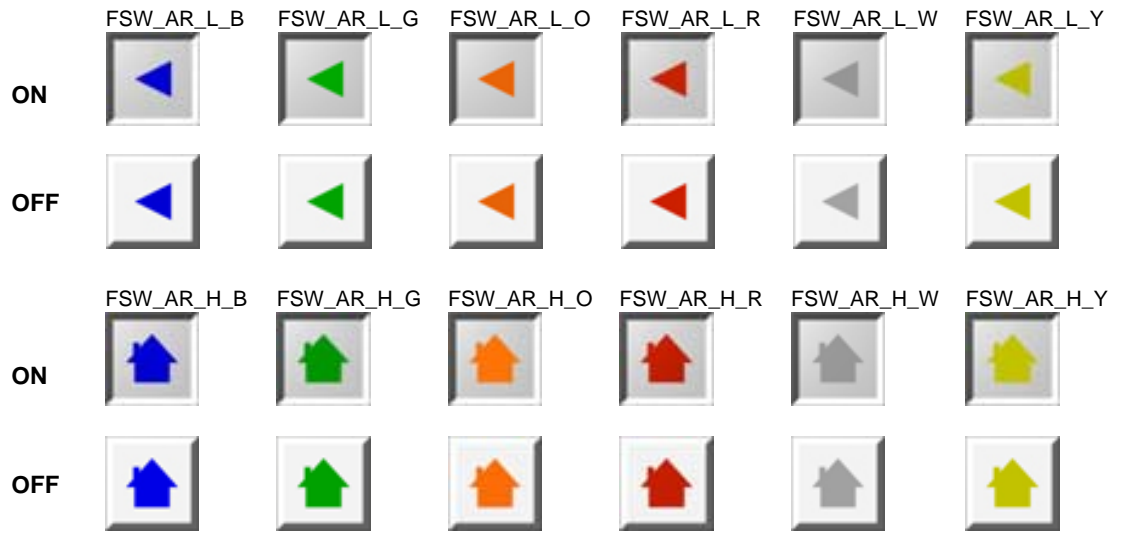 FSW_AR_L_B FSW_AR_L_G FSW_AR_L_O FSW_AR_L_R FSW_AR_L_W FSW_AR_L_Y
ON
OFF
FSW_AR_H_B FSW_AR_H_G FSW_AR_H_O FSW_AR_H_R FSW_AR_H_W FSW_AR_H_Y
ON
OFF